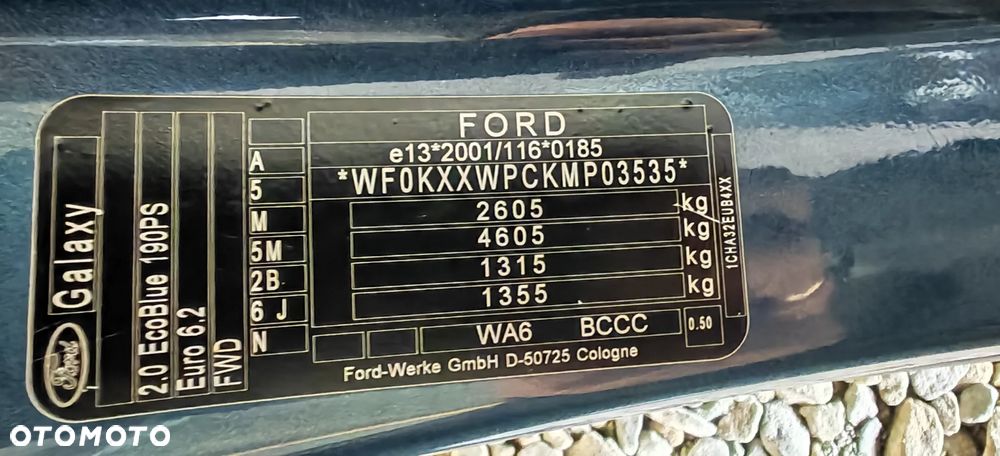 FORD
e13*2001/116*0185
*WF0KXXWPCKMP03535*
2605 kg
4605 kg
1315 kg
1355 kg
WA6 BCCC 0.50
Ford-Werke GmbH D-50725 Cologne
A
5
M
5M
2B
6 J
N
Ford Galaxy
2.0 EcoBlue 190PS
Euro 6.2
FWD
1CHA32EUB4XX
OTOMOTO